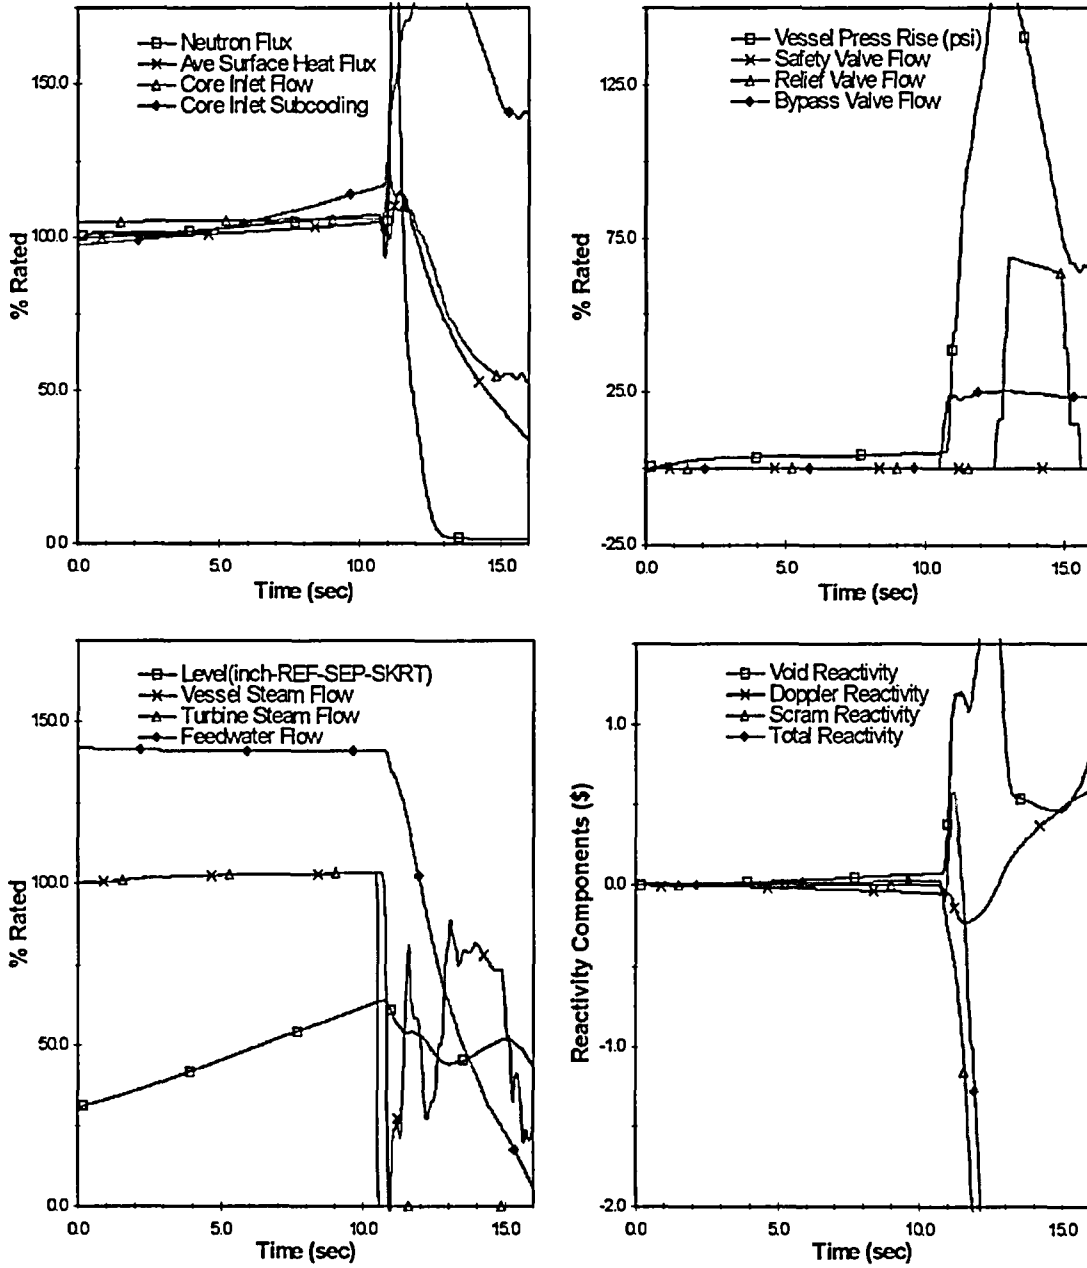 Neutron Flux
Ave Surface Heat Flux
Core Inlet Flow
Core Inlet Subcoding
150.0
100.0
50.0
0.0
% Rated
0.0 5.0 10.0 15.0
Time (sec)
Vessel Press Rise (psi)
Safety Valve Flow
Relief Valve Flow
Bypass Valve Flow
125.0
75.0
25.0
-25.0
% Rated
0.0 5.0 10.0 15.0
Time (sec)
Level(inch-REF-SEP-SKRT)
Vessel Steam Flow
Turbine Steam Flow
Feedwater Flow
150.0
100.0
50.0
0.0
% Rated
0.0 5.0 10.0 15.0
Time (sec)
Void Reactivity
Doppler Reactivity
Scram Reactivity
Total Reactivity
1.0
0.0
-1.0
-2.0
Reactivity Components ($)
0.0 5.0 10.0 15.0
Time (sec)